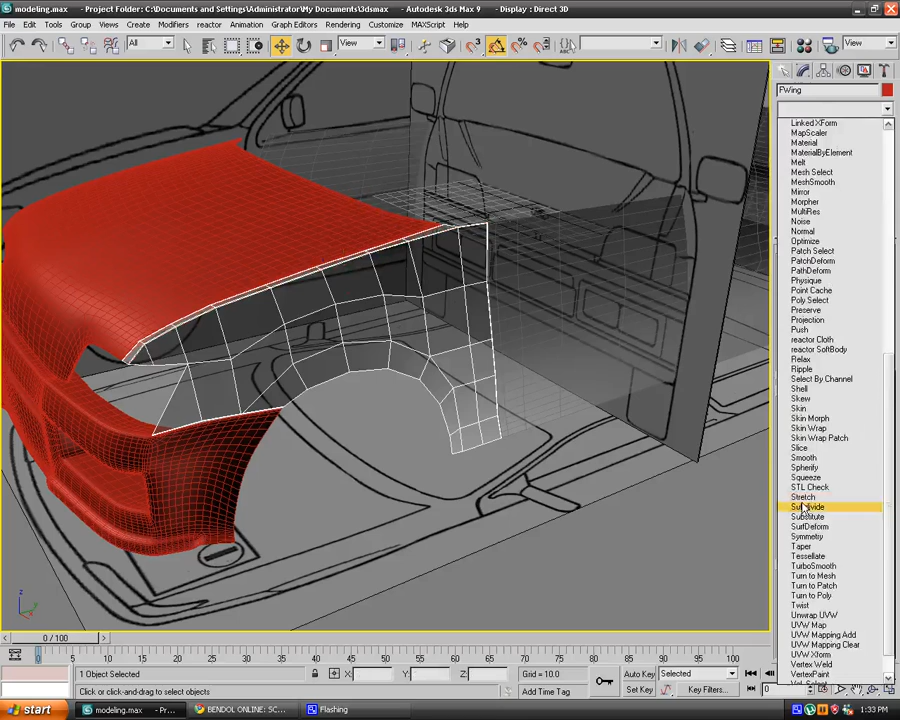 modeling.max - Project Folder: C:\Documents and Settings\Administrator\My Documents\3dsmax - Autodesk 3ds Max 9 - Display : Direct 3D
File Edit Tools Group Views Create Modifiers reactor Animation Graph Editors Rendering Customize MAXScript Help
All View View
FWing
Linked XForm
MapScaler
Material
MaterialByElement
Melt
Mesh Select
MeshSmooth
Mirror
Morpher
MultiRes
Noise
Normal
Optimize
Patch Select
PatchDeform
PathDeform
Physique
Point Cache
Poly Select
Preserve
Projection
Push
reactor Cloth
reactor SoftBody
Relax
Ripple
Select By Channel
Shell
Skew
Skin
Skin Morph
Skin Wrap
Skin Wrap Patch
Slice
Smooth
Spherify
Squeeze
STL Check
Stretch
Subdivide
Substitute
SurfDeform
Symmetry
Taper
Tessellate
TurboSmooth
Turn to Mesh
Turn to Patch
Turn to Poly
Twist
Unwrap UVW
UVW Map
UVW Mapping Add
UVW Mapping Clear
UVW XForm
Vertex Weld
VertexPaint
z
0 / 100
0 5 10 15 20 25 30 35 40 45 50 55 60 65 70 75 80 85 90 95 100
1 Object Selected X: Y: Z: Grid = 10.0 Auto Key Selected
Click or click-and-drag to select objects Add Time Tag Set Key Key Filters... 0
start modeling.max - Pr... BENDOL ONLINE: SC... Flashing 1:33 PM